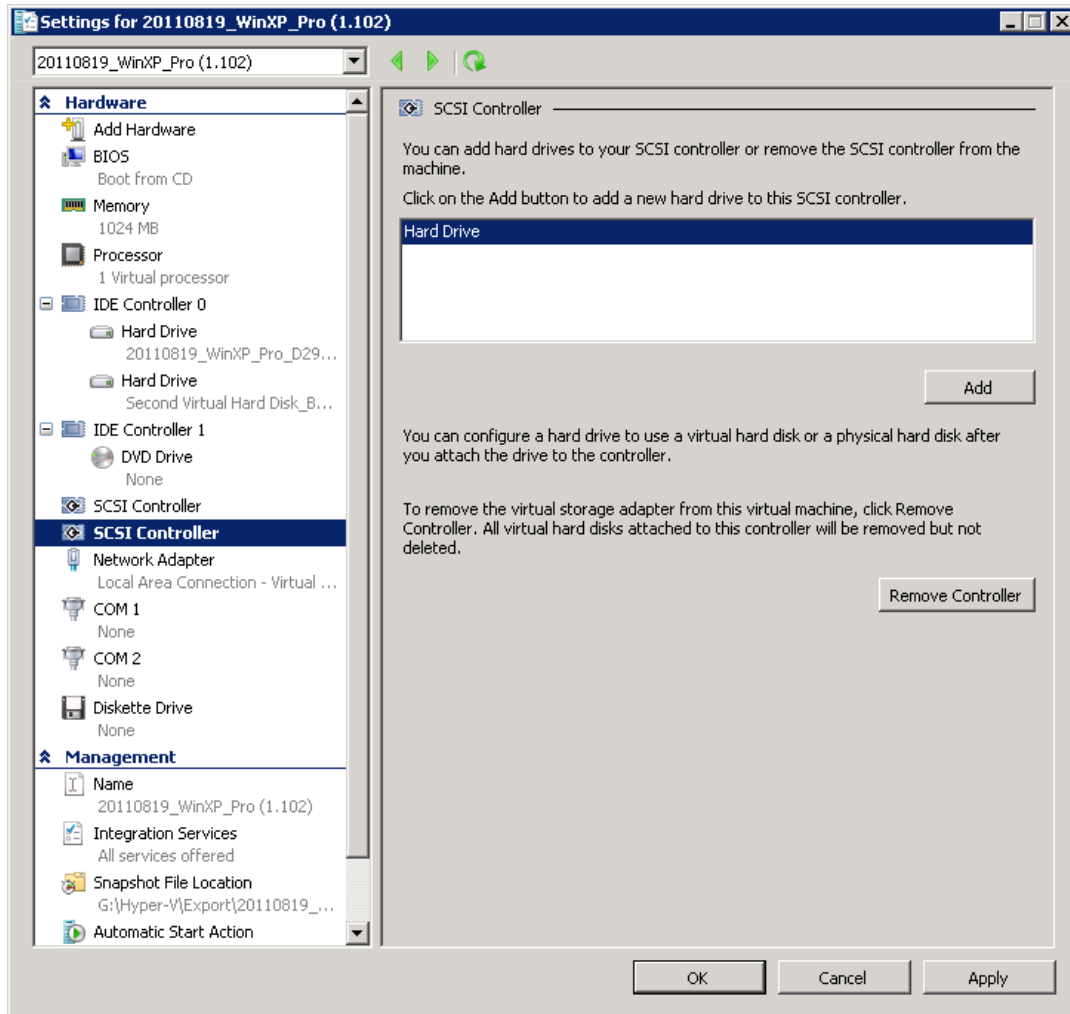 Settings for 20110819_WinXP_Pro (1.102)
20110819_WinXP_Pro (1.102)
Hardware
Add Hardware
BIOS
Boot from CD
Memory
1024 MB
Processor
1 Virtual processor
IDE Controller 0
Hard Drive
20110819_WinXP_Pro_D29...
Hard Drive
Second Virtual Hard Disk_B...
IDE Controller 1
DVD Drive
None
SCSI Controller
SCSI Controller
Network Adapter
Local Area Connection - Virtual ...
COM 1
None
COM 2
None
Diskette Drive
None
Management
Name
20110819_WinXP_Pro (1.102)
Integration Services
All services offered
Snapshot File Location
G:\Hyper-V\Export\20110819_...
Automatic Start Action
SCSI Controller
You can add hard drives to your SCSI controller or remove the SCSI controller from the
machine.
Click on the Add button to add a new hard drive to this SCSI controller.
Hard Drive
Add
You can configure a hard drive to use a virtual hard disk or a physical hard disk after
you attach the drive to the controller.
To remove the virtual storage adapter from this virtual machine, click Remove
Controller. All virtual hard disks attached to this controller will be removed but not
deleted.
Remove Controller
OK
Cancel
Apply